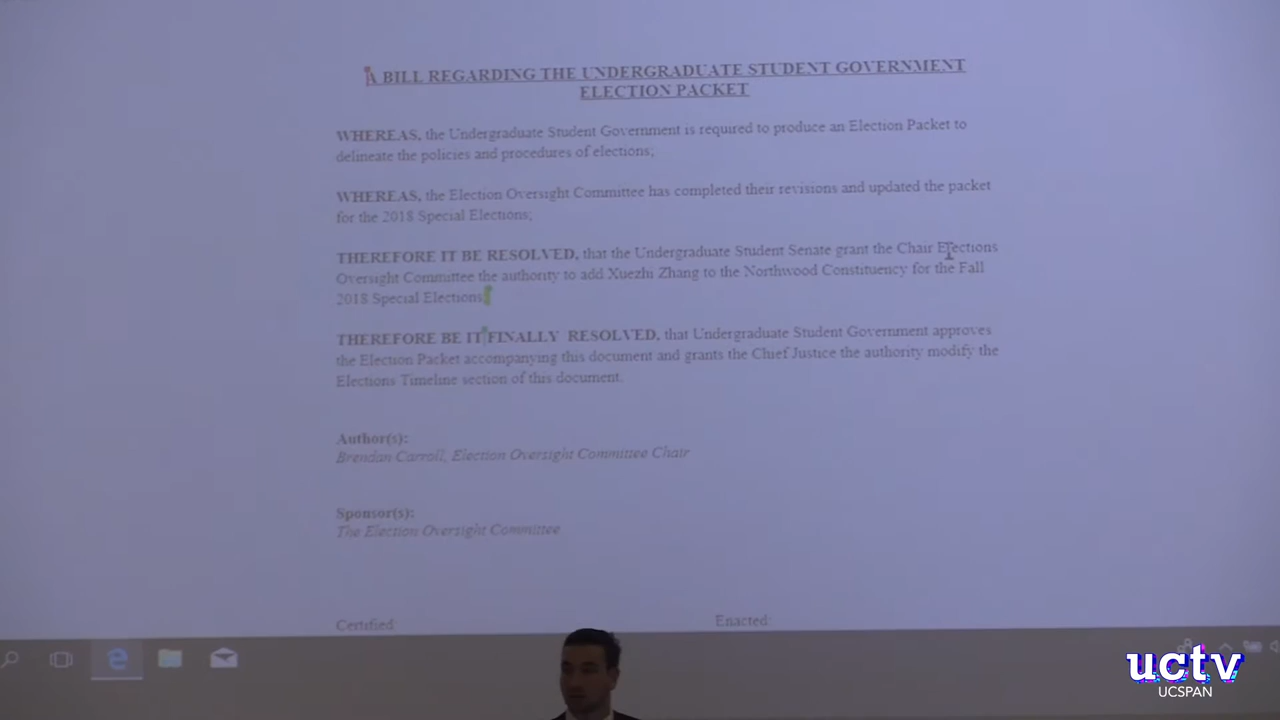 A BILL REGARDING THE UNDERGRADUATE STUDENT GOVERNMENT
ELECTION PACKET
WHEREAS, the Undergraduate Student Government is required to produce an Election Packet to
delineate the policies and procedures of elections;
WHEREAS, the Election Oversight Committee has completed their revisions and updated the packet
for the 2018 Special Elections;
THEREFORE IT BE RESOLVED, that the Undergraduate Student Senate grant the Chair Elections
Oversight Committee the authority to add Xuezhi Zhang to the Northwood Constituency for the Fall
2018 Special Elections
THEREFORE BE IT FINALLY RESOLVED, that Undergraduate Student Government approves
the Election Packet accompanying this document and grants the Chief Justice the authority modify the
Elections Timeline section of this document.
Author(s):
Brendan Carroll, Election Oversight Committee Chair
Sponsor(s):
The Election Oversight Committee
Certified:
Enacted:
uctv
UCSPAN